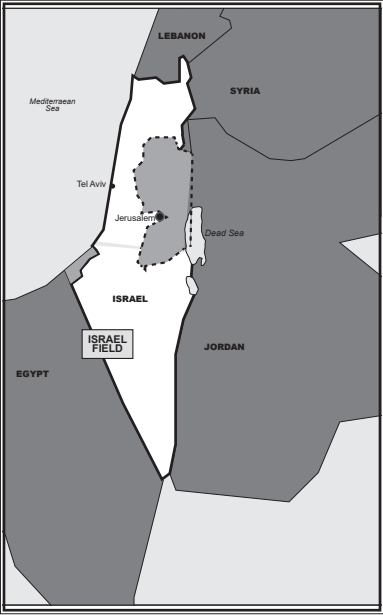 LEBANON
SYRIA
Mediterraean
Sea
Tel Aviv
Jerusalem
Dead Sea
ISRAEL
ISRAEL
FIELD
JORDAN
EGYPT